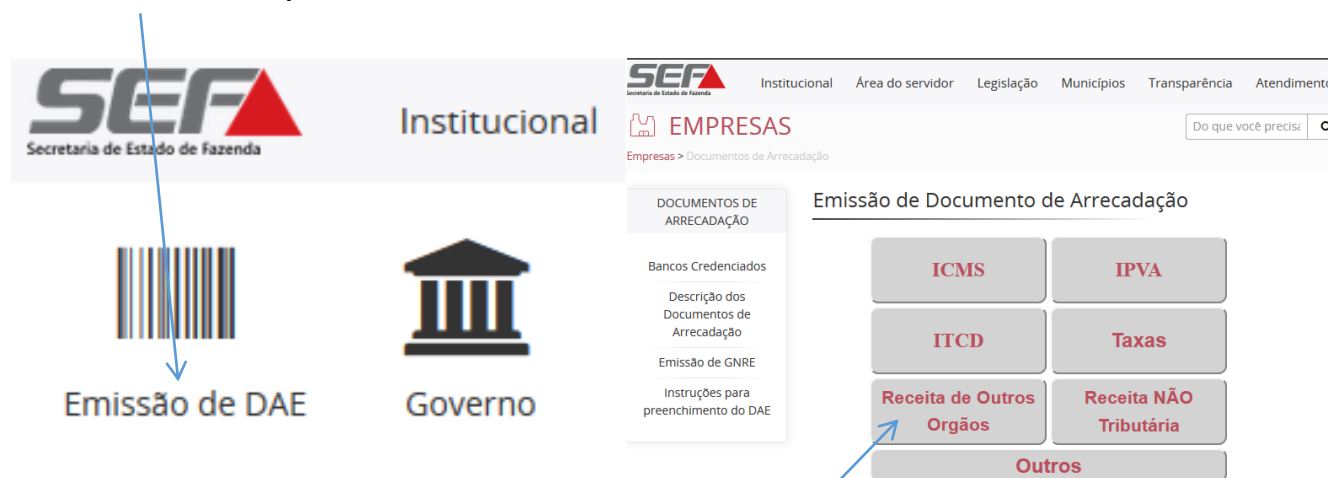 SEFA
Secretaria de Estado de Fazenda
Institucional
Emissão de DAE
Governo
SEFA
Secretaria de Estado de Fazenda
Institucional Área do servidor Legislação Municípios Transparência Atendimento
EMPRESAS
Do que você precisa
Empresas > Documentos de Arrecadação
DOCUMENTOS DE
ARRECADAÇÃO
Bancos Credenciados
Descrição dos
Documentos de
Arrecadação
Emissão de GNRE
Instruções para
preenchimento do DAE
Emissão de Documento de Arrecadação
ICMS
IPVA
ITCD
Taxas
Receita de Outros
Orgãos
Receita NÃO
Tributária
Outros